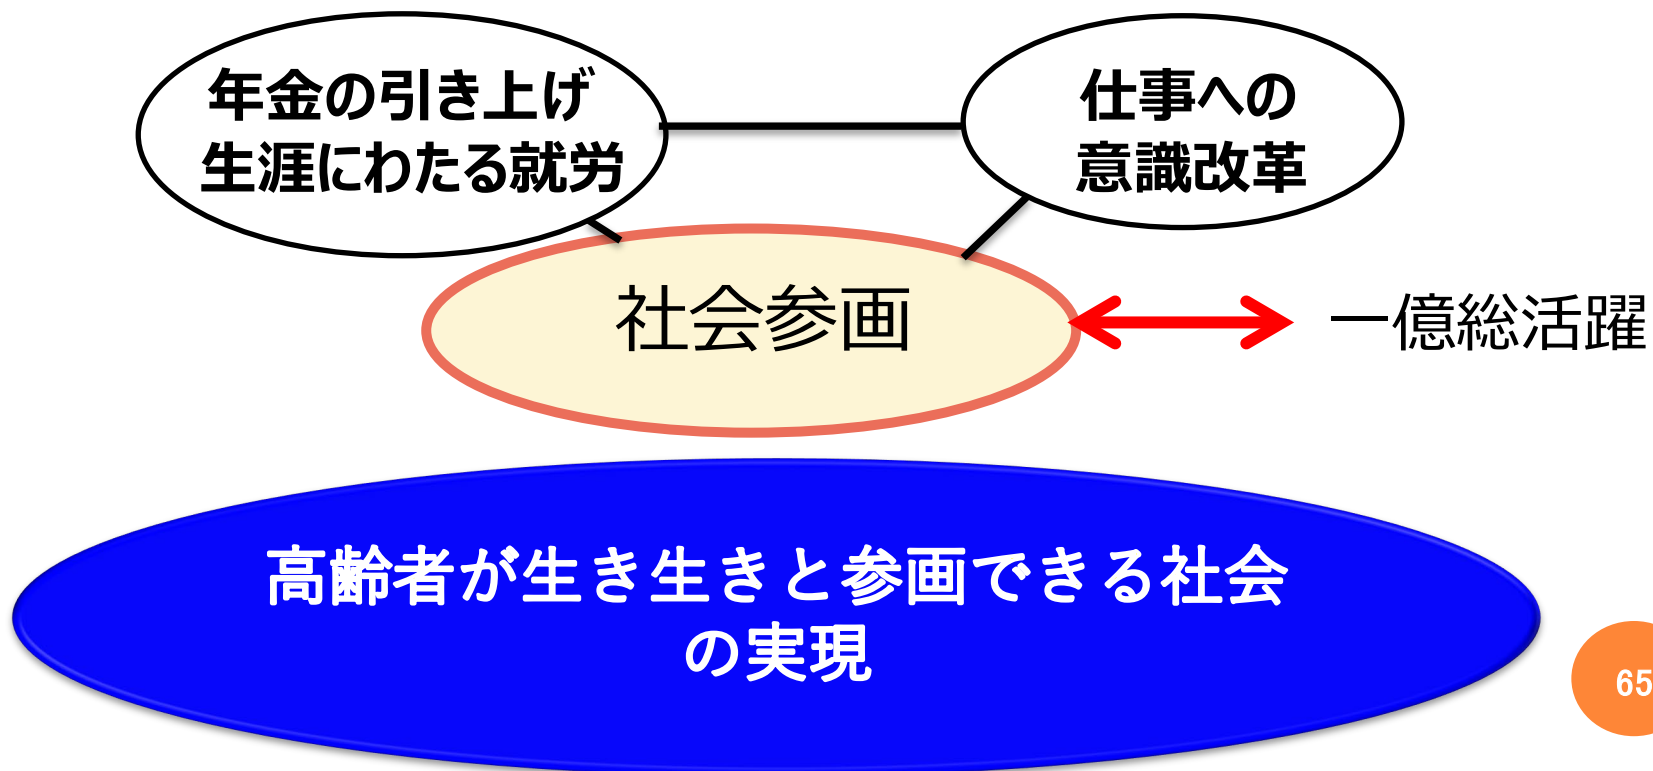 年金の引き上げ
生涯にわたる就労
仕事への
意識改革
社会参画
一億総活躍
高齢者が生き生きと参画できる社会
の実現
65